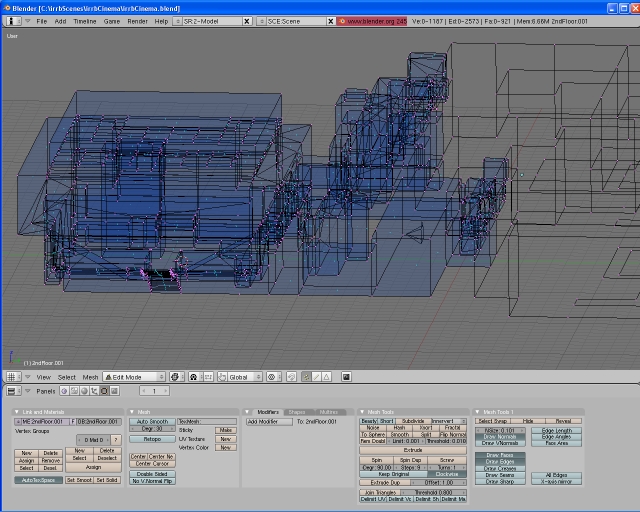 Blender [C:\irrbScenes\irrbCinema\irrbCinema.blend]
File Add Timeline Game Render Help SR:2-Model SCE:Scene www.blender.org 245 Ve:0-1187 | Ed:0-2573 | Fa:0-921 | Mem:6.66M 2ndFloor.001
User
(1) 2ndFloor.001
View Select Mesh Edit Mode Global
Panels 1
Link and Materials
ME:2ndFloor.001 F OB:2ndFloor.001
Vertex Groups
0 Mat 0 ?
New Delete New Delete
Assign Remove Select Deselect
Select Desel. Assign
AutoTexSpace Set Smoot Set Solid
Mesh
Auto Smooth TexMesh:
Degr: 30 Sticky Make
Retopo UV Texture New
Vertex Color New
Center Center Ne
Center Cursor
Double Sided
No V.Normal Flip
Modifiers Shapes Multires
Add Modifier To: 2ndFloor.001
Mesh Tools
Beauty Short Subdivide Innervert
Noise Hash Xsort Fractal
To Sphere Smooth Split Flip Normal
Rem Doubl Limit: 0.001 Threshold: 0.010
Extrude
Spin Spin Dup Screw
Degr: 90.00 Steps: 9 Turns: 1
Keep Original Clockwise
Extrude Dup Offset: 1.00
Join Triangles Threshold 0.800
Delimit UV Delimit Vc Delimit Sh Delimit Ma
Mesh Tools 1
Select Swap Hide Reveal
NSize: 0.101 Edge Length
Draw Normals Edge Angles
Draw VNormals Face Area
Draw Faces
Draw Edges
Draw Creases
Draw Seams All Edges
Draw Sharp X-axis mirror